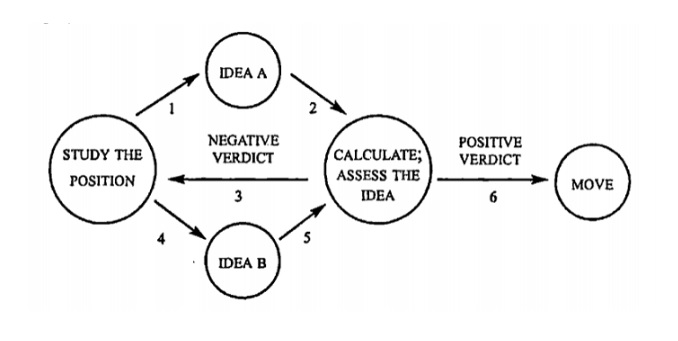 IDEA A
1
2
STUDY THE
POSITION
NEGATIVE
VERDICT
3
CALCULATE;
ASSESS THE
IDEA
POSITIVE
VERDICT
6
MOVE
4
5
IDEA B